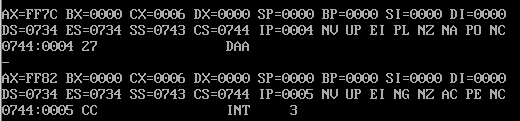 AX=FF7C BX=0000 CX=0006 DX=0000 SP=0000 BP=0000 SI=0000 DI=0000
DS=0734 ES=0734 SS=0743 CS=0744 IP=0004 NV UP EI PL NZ NA PO NC
0744:0004 27 DAA
-
AX=FF82 BX=0000 CX=0006 DX=0000 SP=0000 BP=0000 SI=0000 DI=0000
DS=0734 ES=0734 SS=0743 CS=0744 IP=0005 NV UP EI NG NZ AC PE NC
0744:0005 CC INT 3